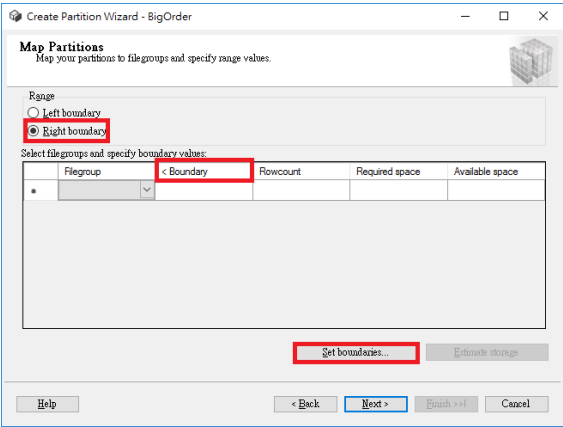 Create Partition Wizard - BigOrder
Map Partitions
Map your partitions to filegroups and specify range values.
Range
Left boundary
Right boundary
Select filegroups and specify boundary values:
Filegroup < Boundary Rowcount Required space Available space
Set boundaries... Estimate storage
Help < Back Next > Finish >>| Cancel